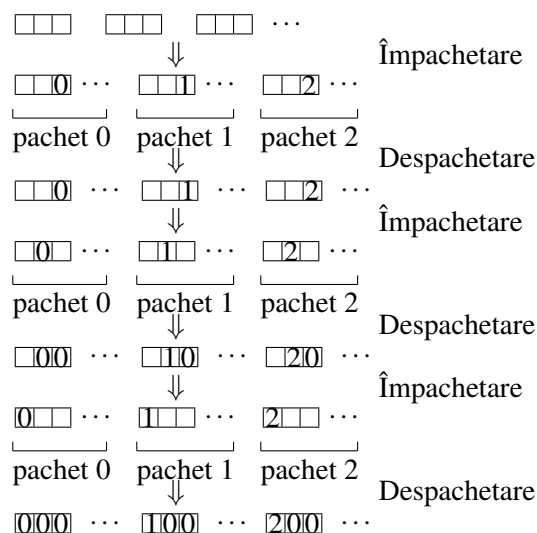 ⋯
⇓ Împachetare
0 ⋯ 1 ⋯ 2 ⋯
pachet 0 pachet 1 pachet 2
⇓ Despachetare
0 ⋯ 1 ⋯ 2 ⋯
⇓ Împachetare
0 ⋯ 1 ⋯ 2 ⋯
pachet 0 pachet 1 pachet 2
⇓ Despachetare
00 ⋯ 10 ⋯ 20 ⋯
⇓ Împachetare
0 ⋯ 1 ⋯ 2 ⋯
pachet 0 pachet 1 pachet 2
⇓ Despachetare
000 ⋯ 100 ⋯ 200 ⋯